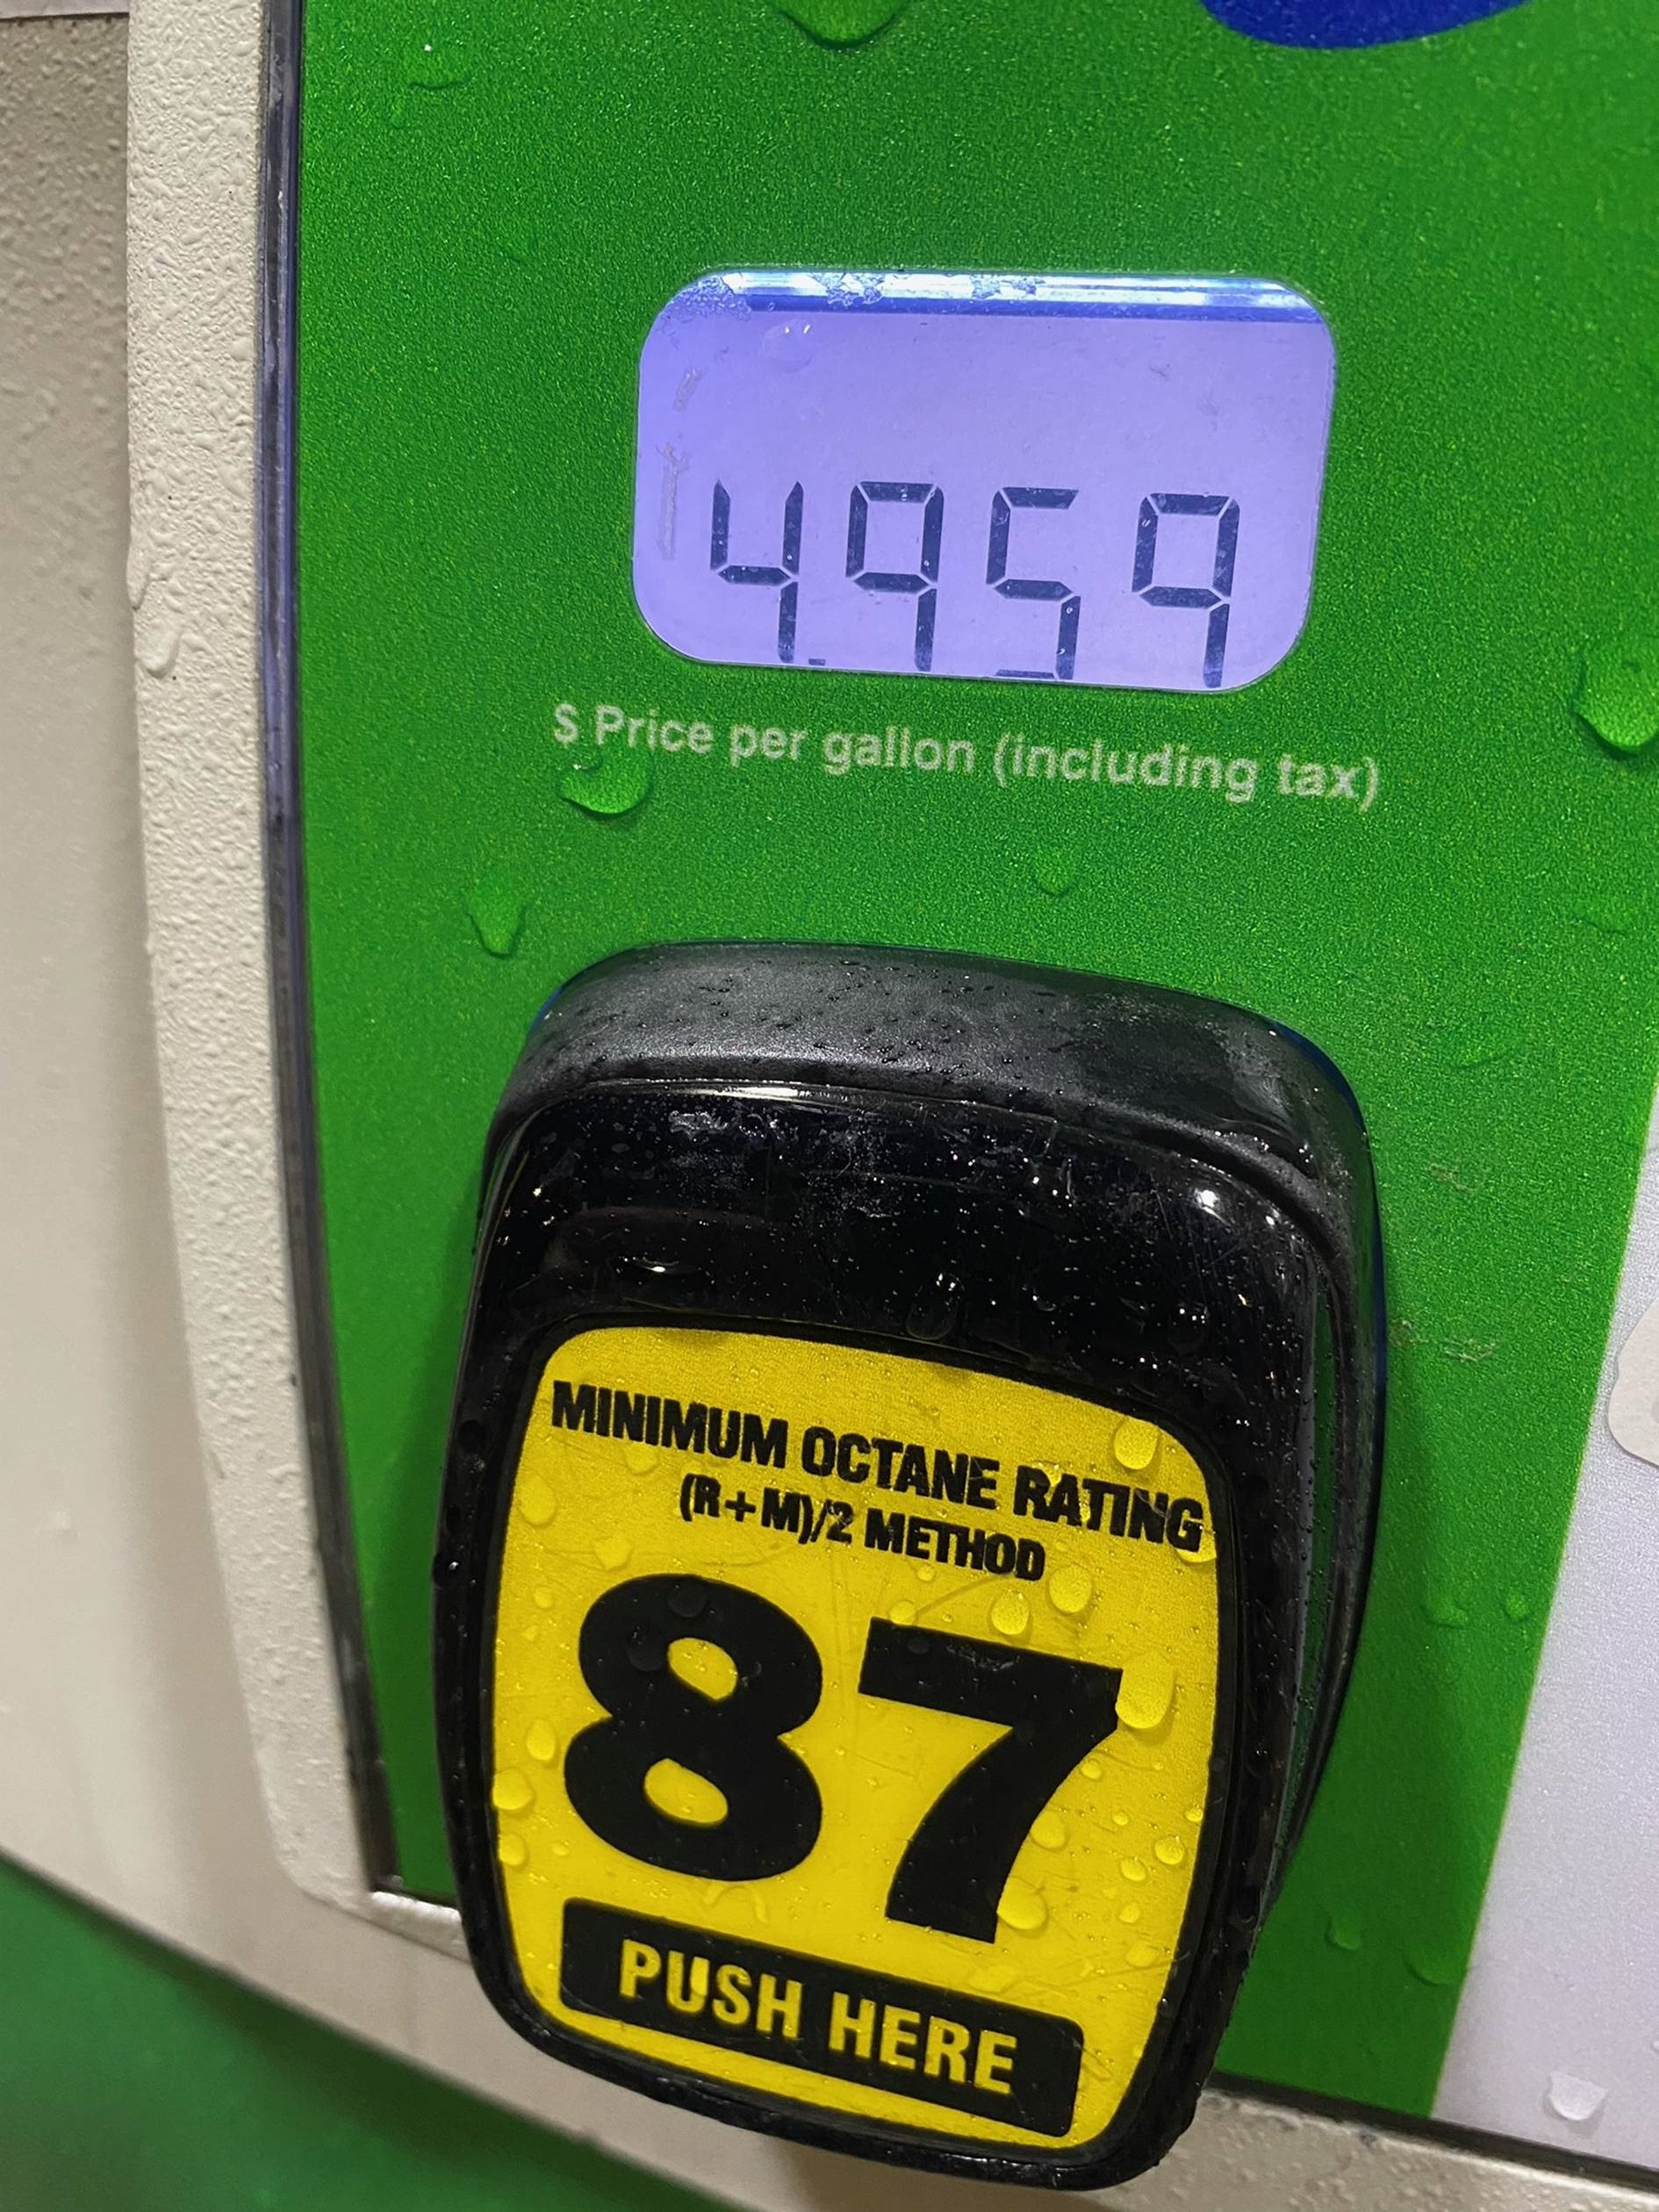 4.959
$ Price per gallon (including tax)
MINIMUM OCTANE RATING
(R+M)/2 METHOD
87
PUSH HERE